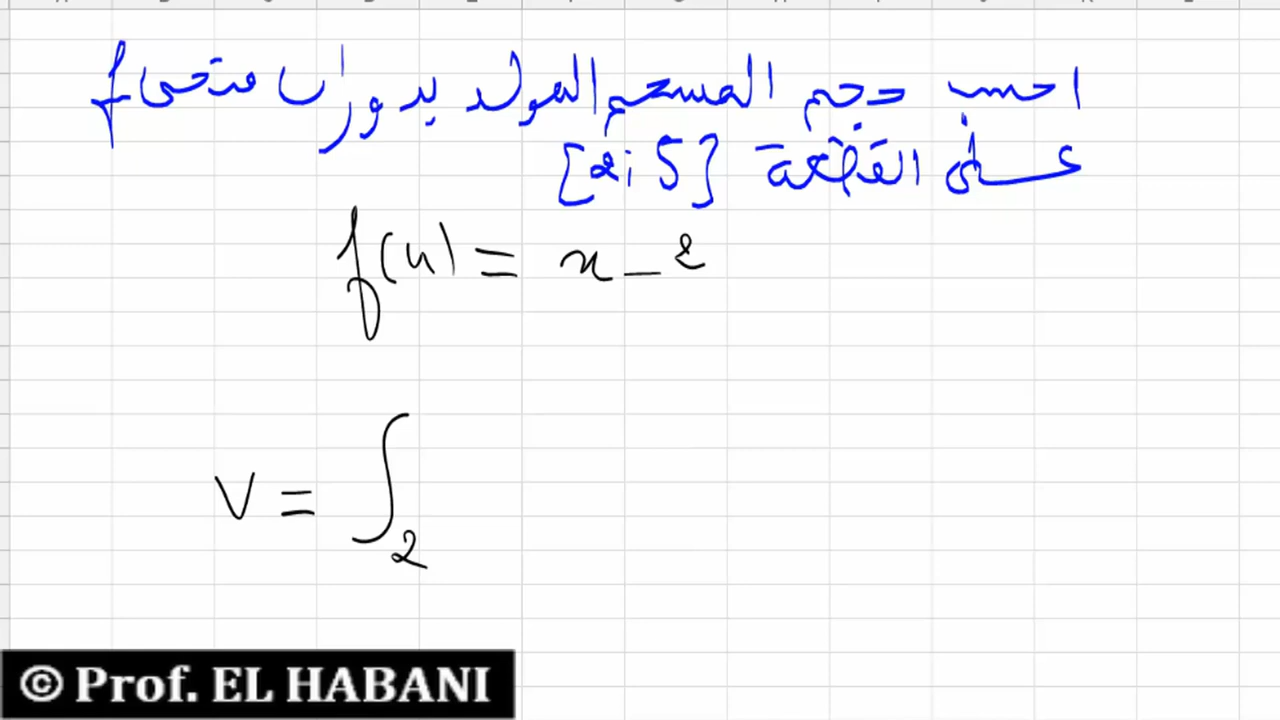 احسب حجم المجسم المولد بدوران منحنى f
على القطعة [2;5]
f(x) = x - 2
V = ∫₂
© Prof. EL HABANI